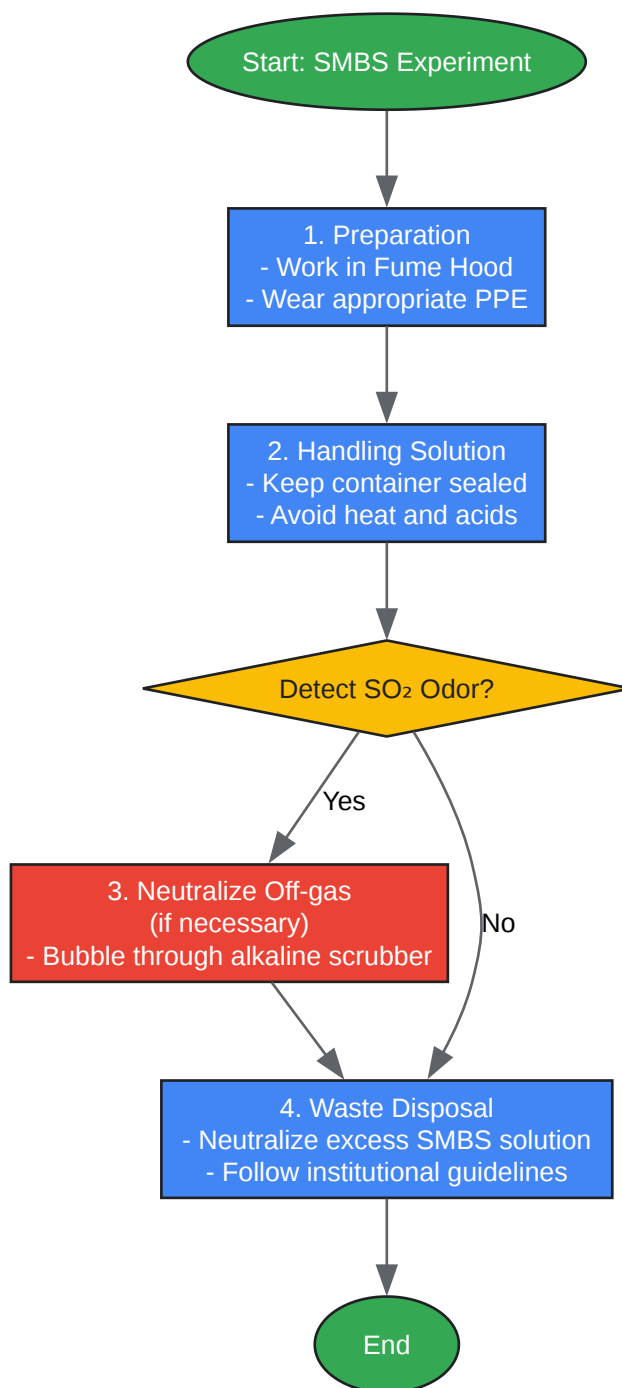 Start: SMBS Experiment
1. Preparation
- Work in Fume Hood
- Wear appropriate PPE
2. Handling Solution
- Keep container sealed
- Avoid heat and acids
Detect SO₂ Odor?
Yes
3. Neutralize Off-gas
(if necessary)
- Bubble through alkaline scrubber
No
4. Waste Disposal
- Neutralize excess SMBS solution
- Follow institutional guidelines
End